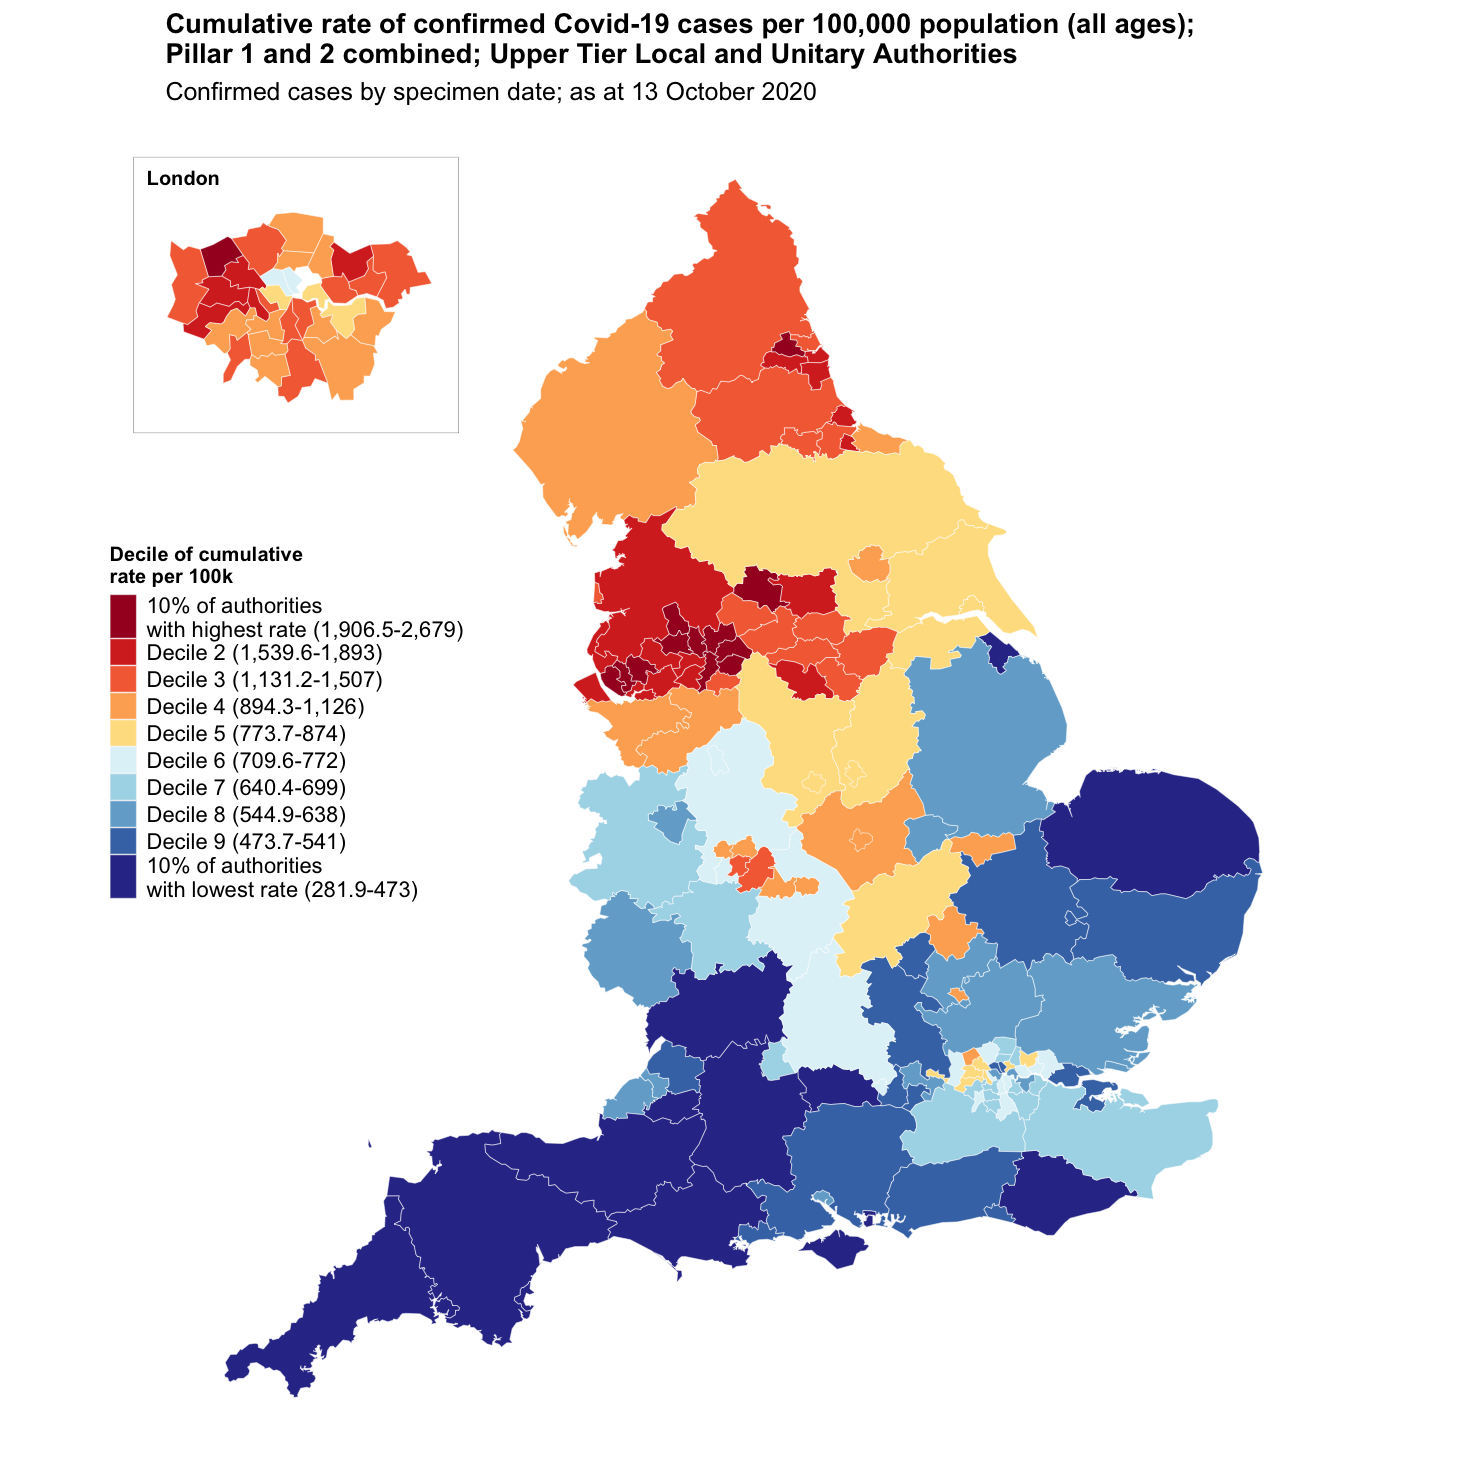 Cumulative rate of confirmed Covid-19 cases per 100,000 population (all ages);
Pillar 1 and 2 combined; Upper Tier Local and Unitary Authorities
Confirmed cases by specimen date; as at 13 October 2020
London
Decile of cumulative
rate per 100k
10% of authorities
with highest rate (1,906.5-2,679)
Decile 2 (1,539.6-1,893)
Decile 3 (1,131.2-1,507)
Decile 4 (894.3-1,126)
Decile 5 (773.7-874)
Decile 6 (709.6-772)
Decile 7 (640.4-699)
Decile 8 (544.9-638)
Decile 9 (473.7-541)
10% of authorities
with lowest rate (281.9-473)